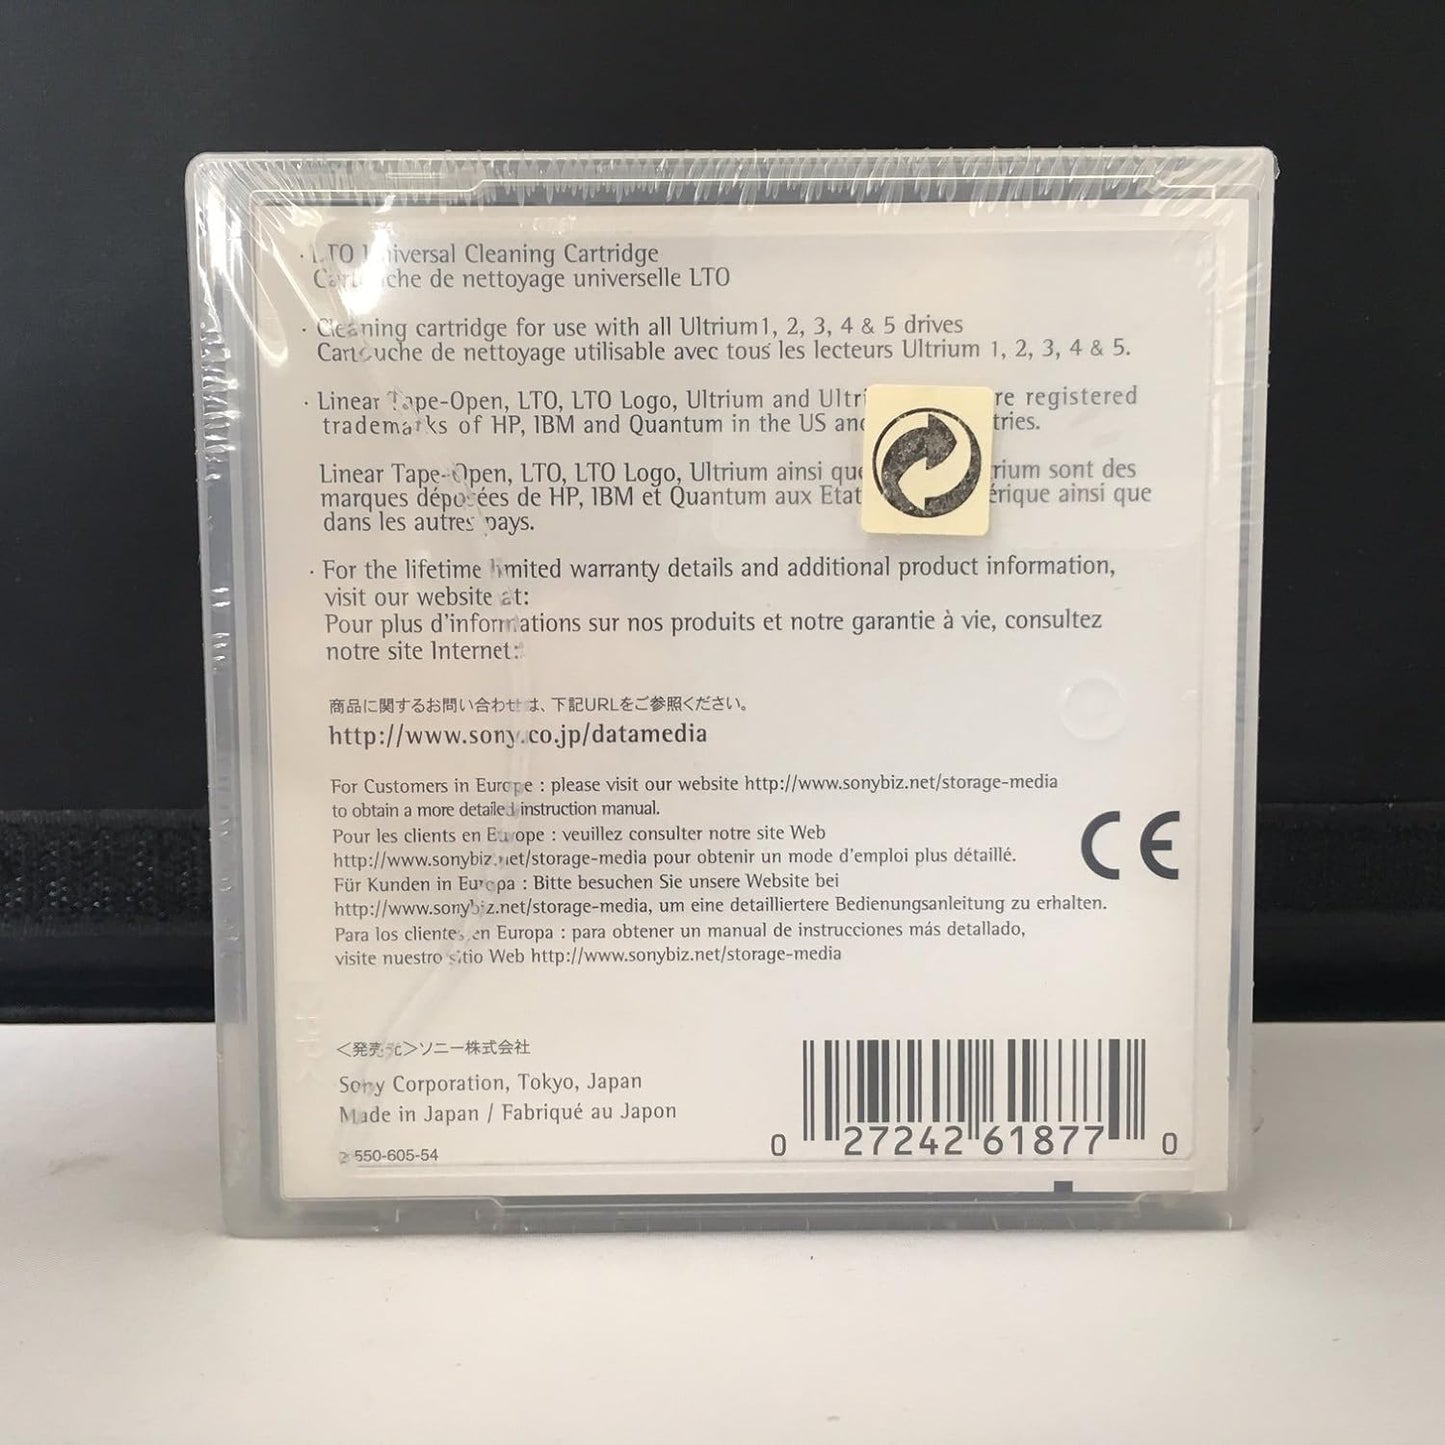 · LTO Universal Cleaning Cartridge
Cartouche de nettoyage universelle LTO
· Cleaning cartridge for use with all Ultrium1, 2, 3, 4 & 5 drives
Cartouche de nettoyage utilisable avec tous les lecteurs Ultrium 1, 2, 3, 4 & 5.
· Linear Tape-Open, LTO, LTO Logo, Ultrium and Ultri re registered
trademarks of HP, IBM and Quantum in the US and tries.
Linear Tape-Open, LTO, LTO Logo, Ultrium ainsi que rium sont des
marques déposées de HP, IBM et Quantum aux Etat érique ainsi que
dans les autres pays.
· For the lifetime limited warranty details and additional product information,
visit our website at:
Pour plus d'informations sur nos produits et notre garantie à vie, consultez
notre site Internet:
商品に関するお問い合わせは、下記URLをご参照ください。
http://www.sony.co.jp/datamedia
For Customers in Europe : please visit our website http://www.sonybiz.net/storage-media
to obtain a more detailed instruction manual.
Pour les clients en Europe : veuillez consulter notre site Web
http://www.sonybiz.net/storage-media pour obtenir un mode d'emploi plus détaillé.
Für Kunden in Europa : Bitte besuchen Sie unsere Website bei
http://www.sonybiz.net/storage-media, um eine detailliertere Bedienungsanleitung zu erhalten.
Para los clientes en Europa : para obtener un manual de instrucciones más detallado,
visite nuestro sitio Web http://www.sonybiz.net/storage-media
CE
<発売元>ソニー株式会社
Sony Corporation, Tokyo, Japan
Made in Japan / Fabriqué au Japon
2-550-605-54
0 27242 61877 0